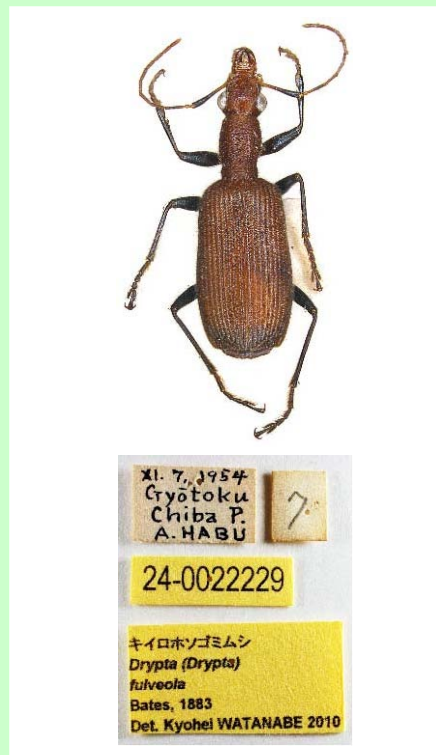 XI. 7, 1954
Gyōtoku
Chiba P.
A. HABU
7.
24-0022229
キイロホソゴミムシ
Drypta (Drypta)
fulveola
Bates, 1883
Det. Kyohei WATANABE 2010